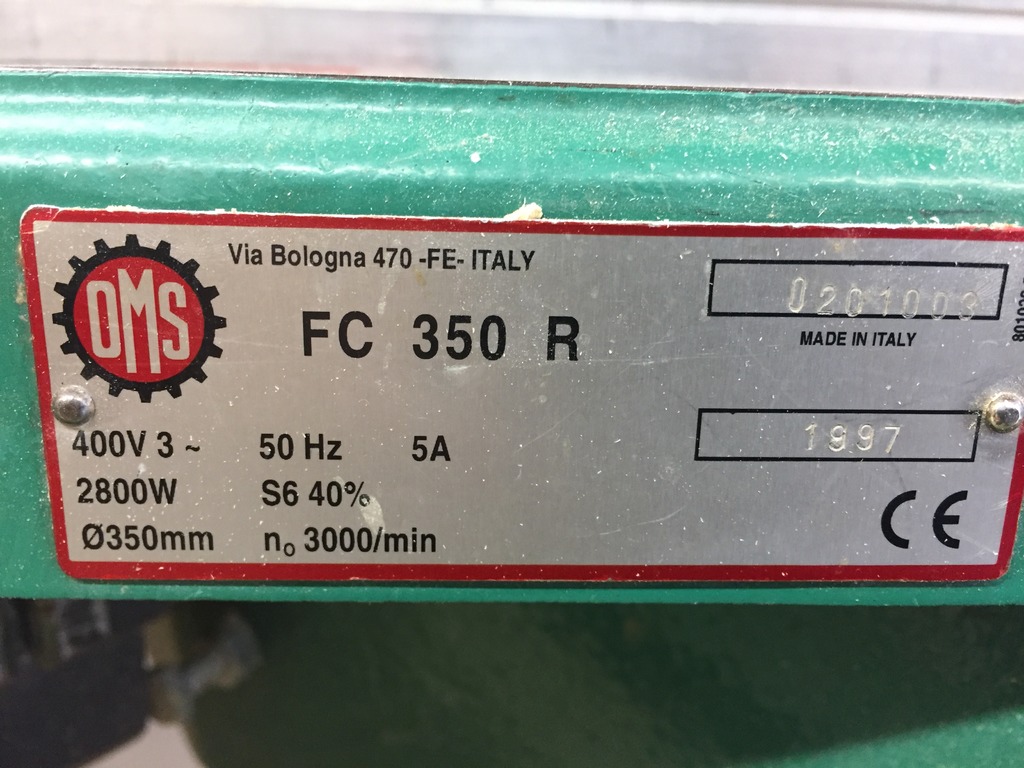 OMS
Via Bologna 470 -FE- ITALY
FC 350 R
0201003
MADE IN ITALY
400V 3 ~ 50 Hz 5A
1997
2800W S6 40%
Ø350mm n₀ 3000/min
CE